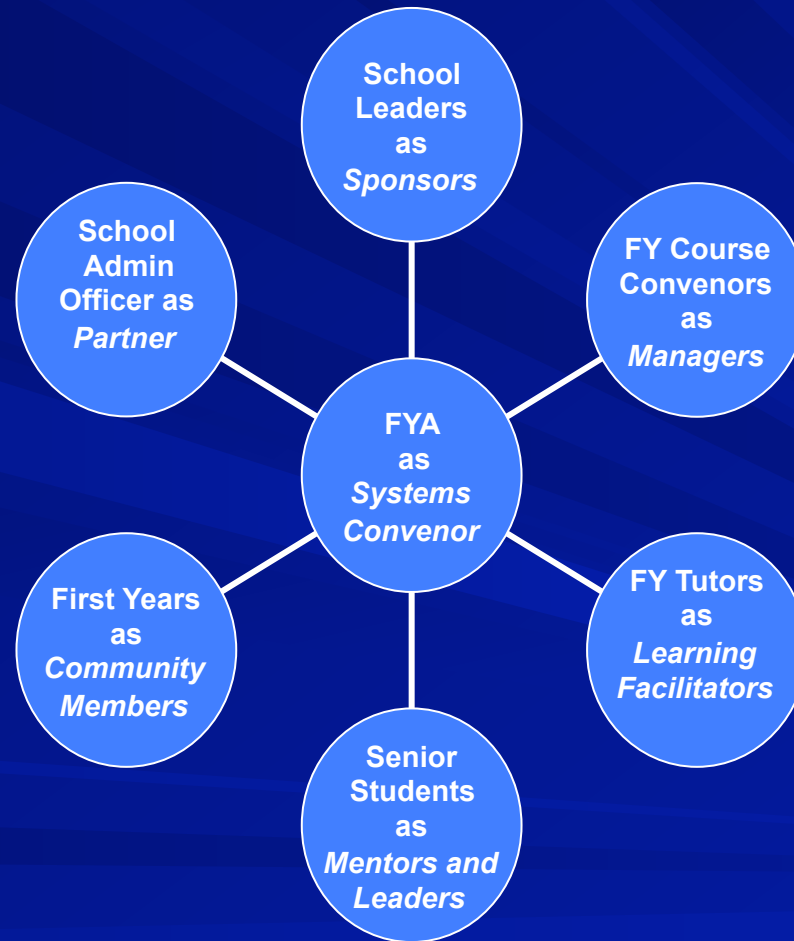 School
Leaders
as
Sponsors
School
Admin
Officer as
Partner
FY Course
Convenors
as
Managers
FYA
as
Systems
Convenor
First Years
as
Community
Members
FY Tutors
as
Learning
Facilitators
Senior
Students
as
Mentors and
Leaders